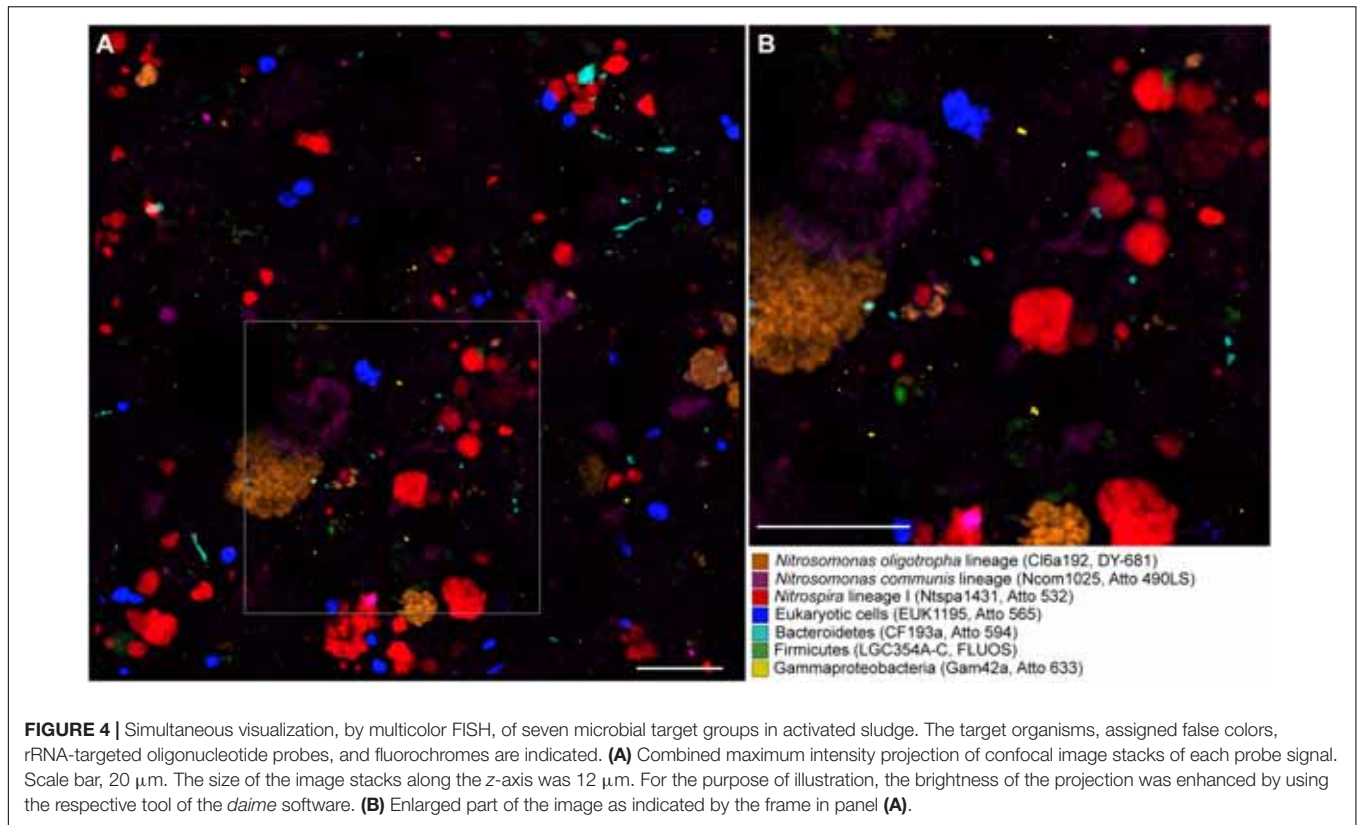 A
B
Nitrosomonas oligotropha lineage (Cl6a192, DY-681)
Nitrosomonas communis lineage (Ncom1025, Atto 490LS)
Nitrospira lineage I (Ntspa1431, Atto 532)
Eukaryotic cells (EUK1195, Atto 565)
Bacteroidetes (CF193a, Atto 594)
Firmicutes (LGC354A-C, FLUOS)
Gammaproteobacteria (Gam42a, Atto 633)
FIGURE 4 | Simultaneous visualization, by multicolor FISH, of seven microbial target groups in activated sludge. The target organisms, assigned false colors,
rRNA-targeted oligonucleotide probes, and fluorochromes are indicated. (A) Combined maximum intensity projection of confocal image stacks of each probe signal.
Scale bar, 20 μm. The size of the image stacks along the z-axis was 12 μm. For the purpose of illustration, the brightness of the projection was enhanced by using
the respective tool of the daime software. (B) Enlarged part of the image as indicated by the frame in panel (A).